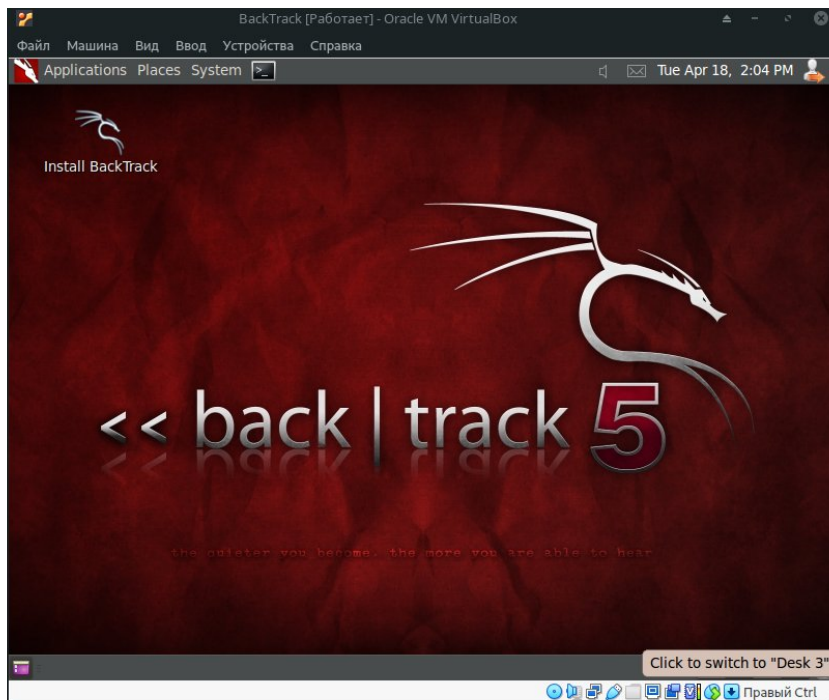 BackTrack [Работает] - Oracle VM VirtualBox
Файл Машина Вид Ввод Устройства Справка
Applications Places System Tue Apr 18, 2:04 PM
Install BackTrack
<< back | track 5
the quieter you become, the more you are able to hear
Click to switch to "Desk 3"
Правый Ctrl